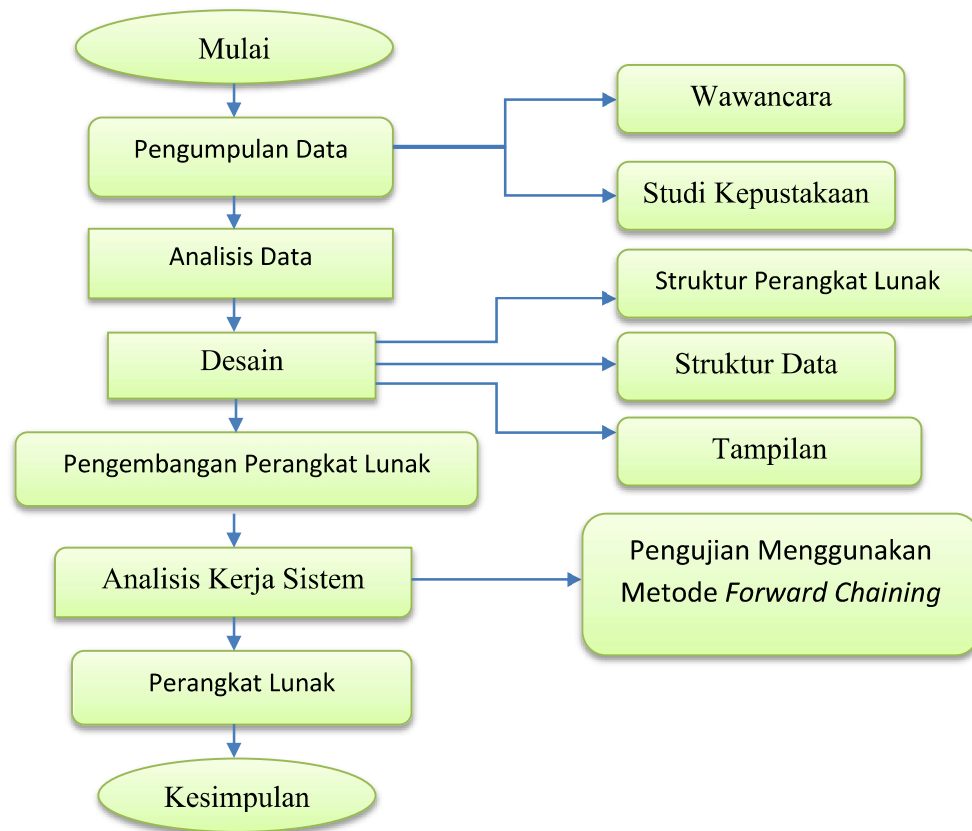 Mulai
Pengumpulan Data
Wawancara
Studi Kepustakaan
Analisis Data
Desain
Struktur Perangkat Lunak
Struktur Data
Tampilan
Pengembangan Perangkat Lunak
Analisis Kerja Sistem
Pengujian Menggunakan
Metode Forward Chaining
Perangkat Lunak
Kesimpulan